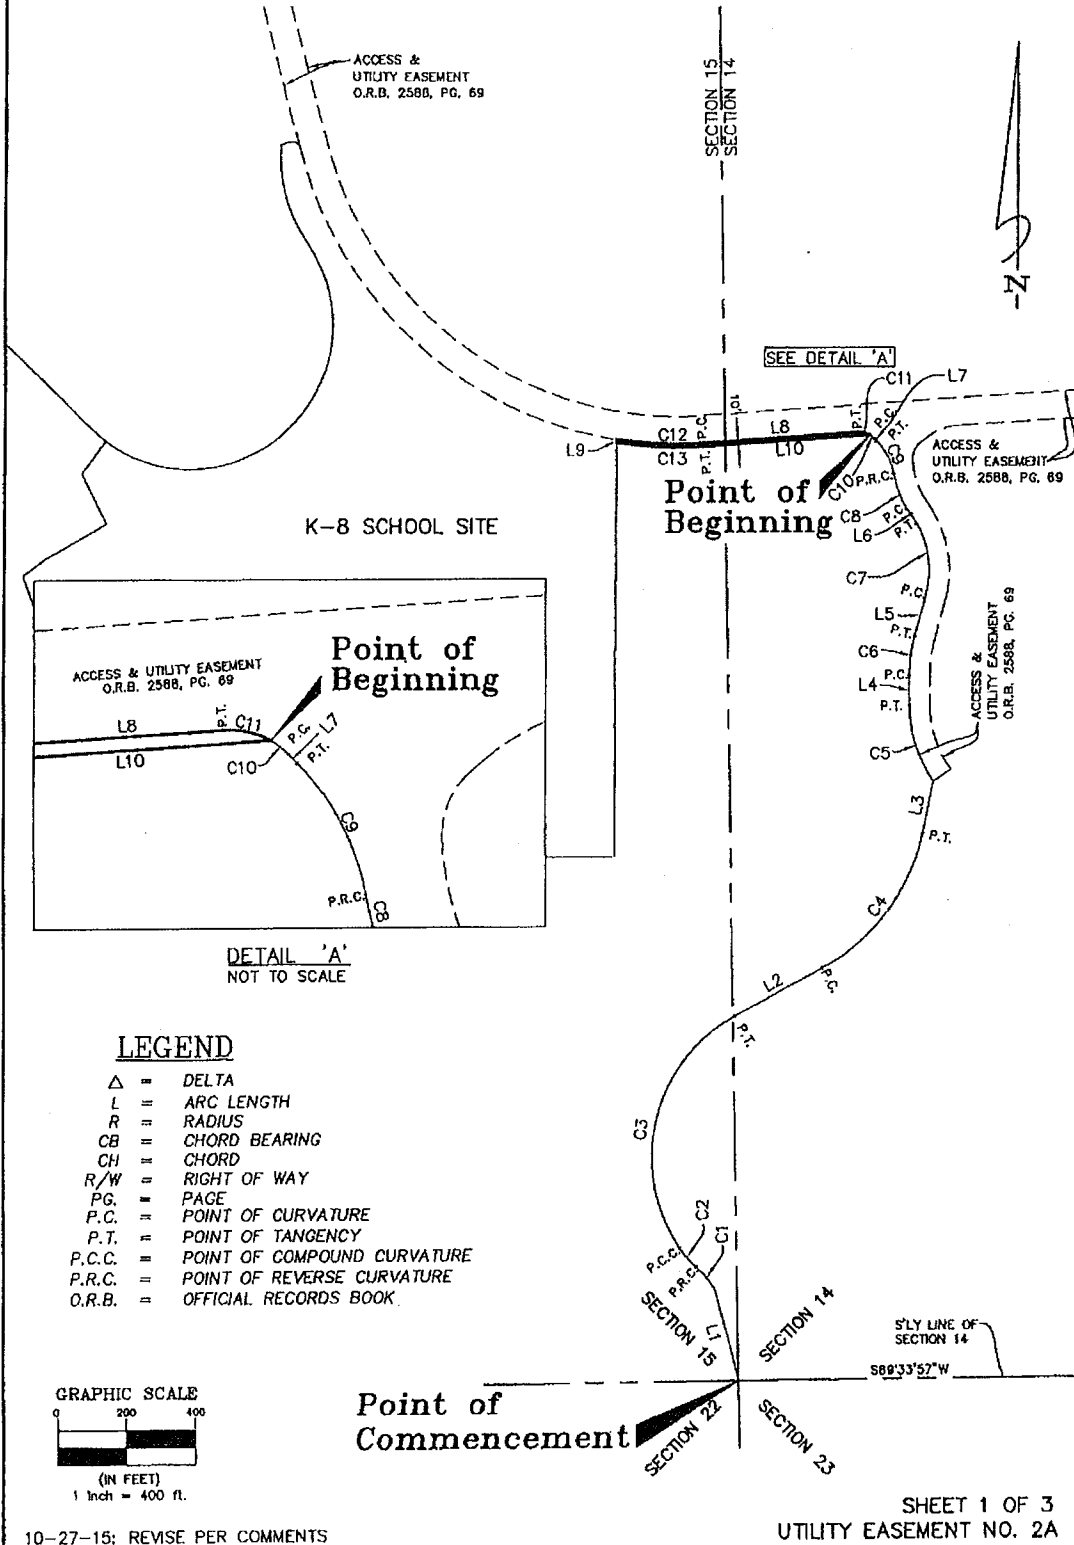 ACCESS &
UTILITY EASEMENT
O.R.B. 2588, PG. 69
SECTION 15
SECTION 14
N
SEE DETAIL 'A'
C11
L7
10'
P.T.
P.C.
P.T.
C12
P.C.
L8
L9
C13
P.T.
L10
C9
ACCESS &
UTILITY EASEMENT
O.R.B. 2588, PG. 69
Point of
Beginning
C10
P.R.C.
C8
P.C.
L6
P.T.
K-8 SCHOOL SITE
C7
P.C.
L5
P.T.
C6
P.C.
L4
P.T.
ACCESS &
UTILITY EASEMENT
O.R.B. 2588, PG. 69
C5
L3
P.T.
C4
L2
P.C.
P.T.
C3
C2
C1
P.C.C.
P.R.C.
L1
ACCESS & UTILITY EASEMENT
O.R.B. 2588, PG. 69
Point of
Beginning
L8
P.T.
C11
P.C.
L7
P.T.
L10
C10
C9
P.R.C.
C8
DETAIL 'A'
NOT TO SCALE
LEGEND
△ = DELTA
L = ARC LENGTH
R = RADIUS
CB = CHORD BEARING
CH = CHORD
R/W = RIGHT OF WAY
PG. = PAGE
P.C. = POINT OF CURVATURE
P.T. = POINT OF TANGENCY
P.C.C. = POINT OF COMPOUND CURVATURE
P.R.C. = POINT OF REVERSE CURVATURE
O.R.B. = OFFICIAL RECORDS BOOK
SECTION 15
SECTION 14
S'LY LINE OF
SECTION 14
S89°33'57"W
SECTION 22
SECTION 23
Point of
Commencement
GRAPHIC SCALE
0 200 400
(IN FEET)
1 inch = 400 ft.
SHEET 1 OF 3
UTILITY EASEMENT NO. 2A
10-27-15: REVISE PER COMMENTS